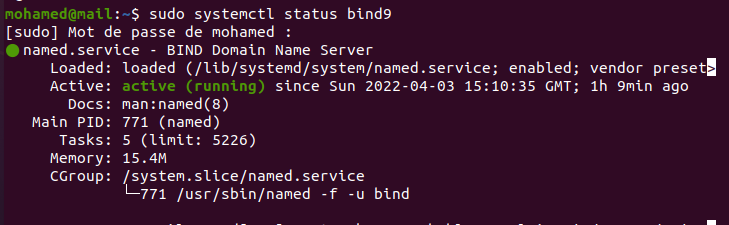 mohamed@mail:~$ sudo systemctl status bind9
[sudo] Mot de passe de mohamed :
● named.service - BIND Domain Name Server
Loaded: loaded (/lib/systemd/system/named.service; enabled; vendor preset>
Active: active (running) since Sun 2022-04-03 15:10:35 GMT; 1h 9min ago
Docs: man:named(8)
Main PID: 771 (named)
Tasks: 5 (limit: 5226)
Memory: 15.4M
CGroup: /system.slice/named.service
└─771 /usr/sbin/named -f -u bind